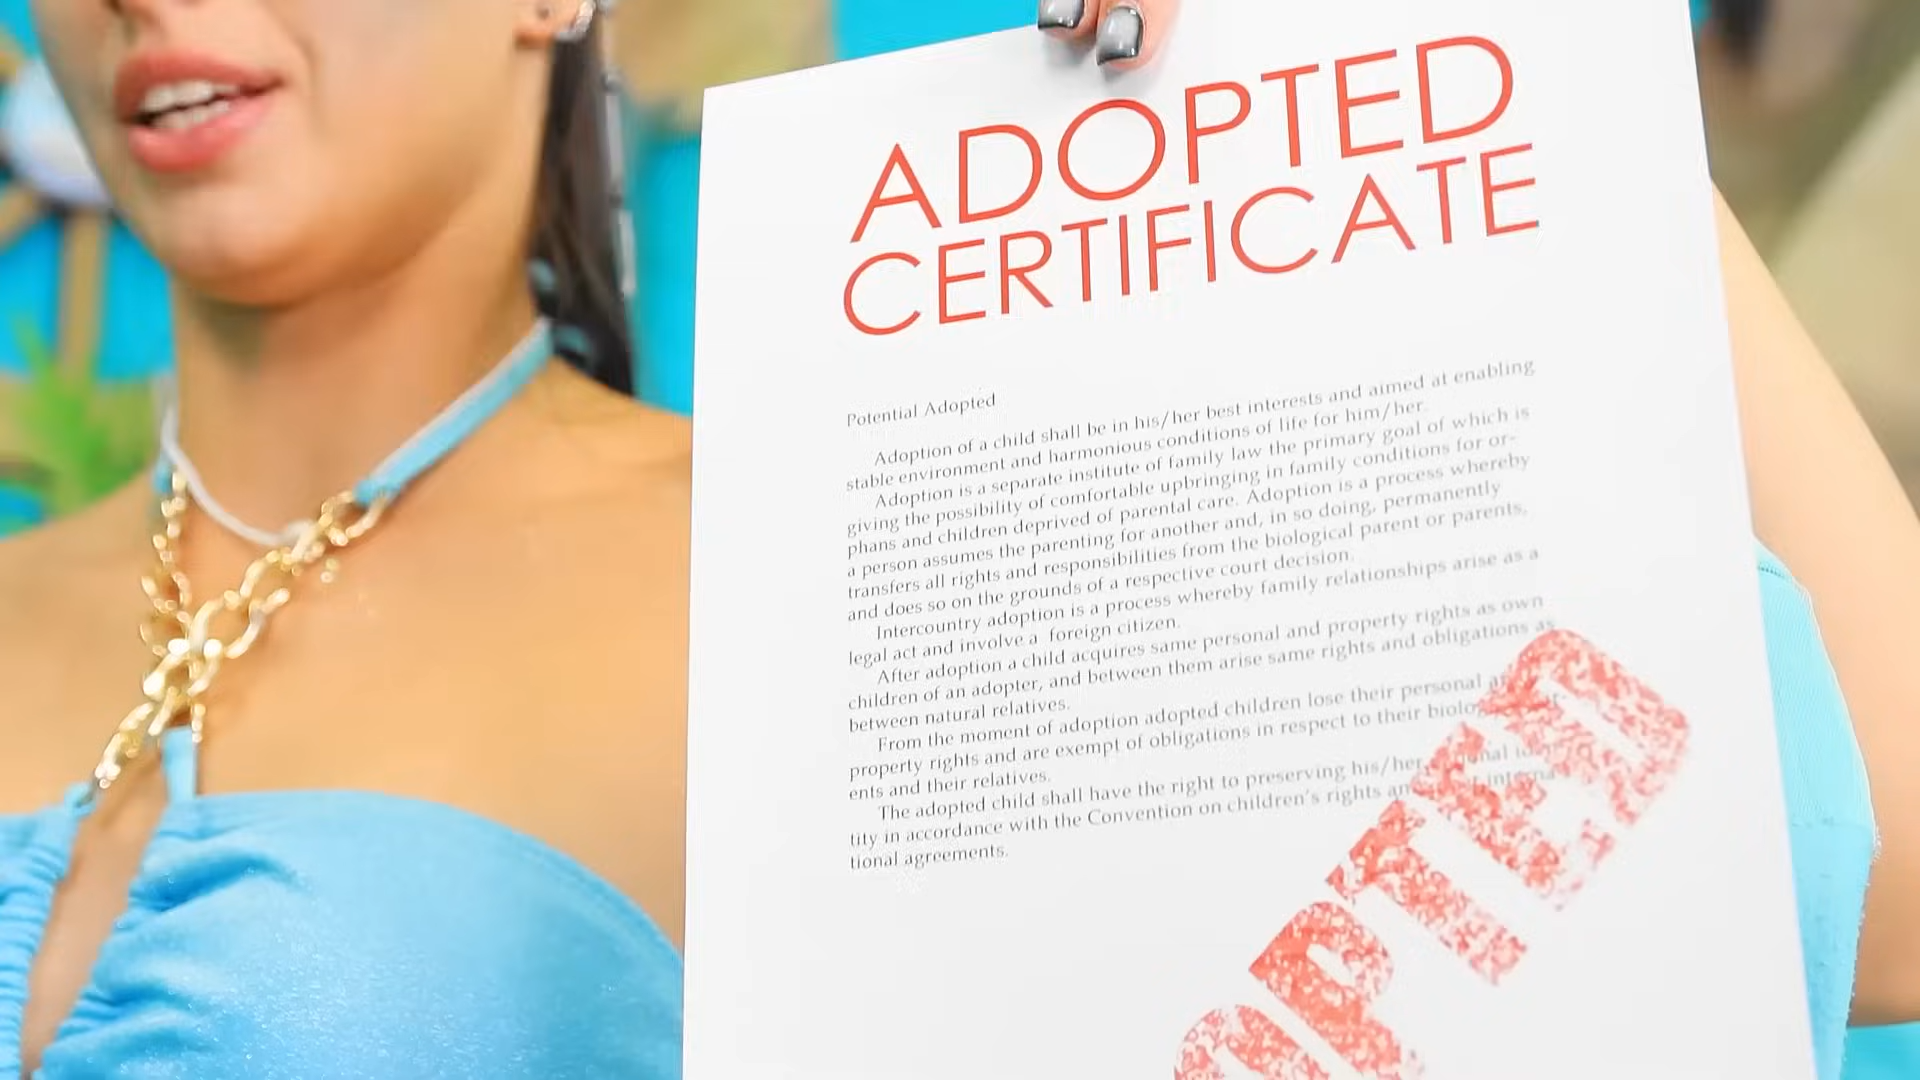 ADOPTED
CERTIFICATE
Potential Adopted
Adoption of a child shall be in his/her best interests and aimed at enabling
stable environment and harmonious conditions of life for him/her.
Adoption is a separate institute of family law the primary goal of which is
giving the possibility of comfortable upbringing in family conditions for or-
phans and children deprived of parental care. Adoption is a process whereby
a person assumes the parenting for another and, in so doing, permanently
transfers all rights and responsibilities from the biological parent or parents,
and does so on the grounds of a respective court decision.
Intercountry adoption is a process whereby family relationships arise as a
legal act and involve a foreign citizen.
After adoption a child acquires same personal and property rights as own
children of an adopter, and between them arise same rights and obligations as
between natural relatives.
From the moment of adoption adopted children lose their personal
property rights and are exempt of obligations in respect to their
ents and their relatives.
The adopted child shall have the right to preserving his/her
tity in accordance with the Convention on children's rights
tional agreements.
OPTED